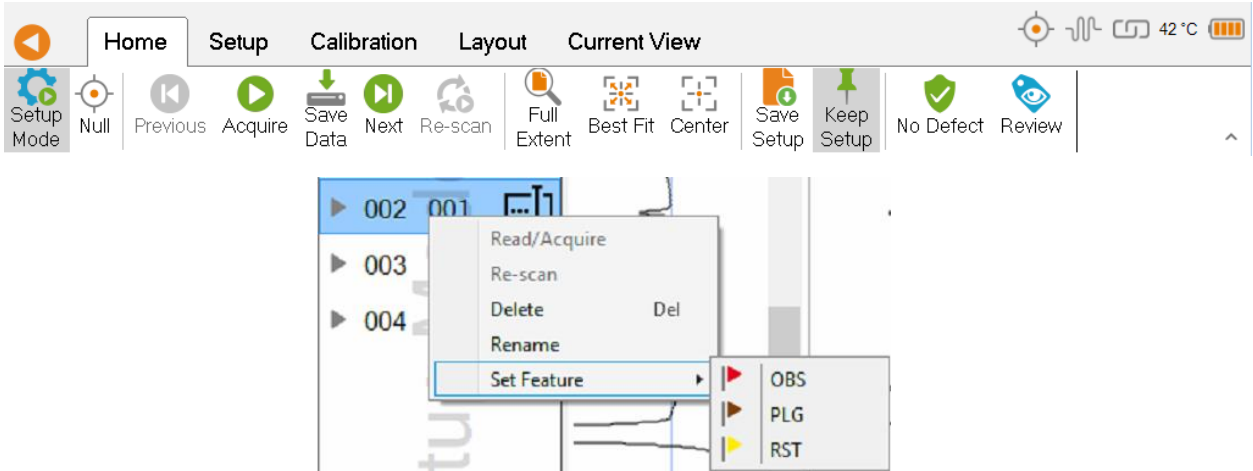 Home Setup Calibration Layout Current View 42 °C
Setup Mode
Null
Previous
Acquire
Save Data
Next
Re-scan
Full Extent
Best Fit
Center
Save Setup
Keep Setup
No Defect
Review
002 001
Read/Acquire
003
Re-scan
Delete Del
004
Rename
Set Feature
OBS
PLG
RST